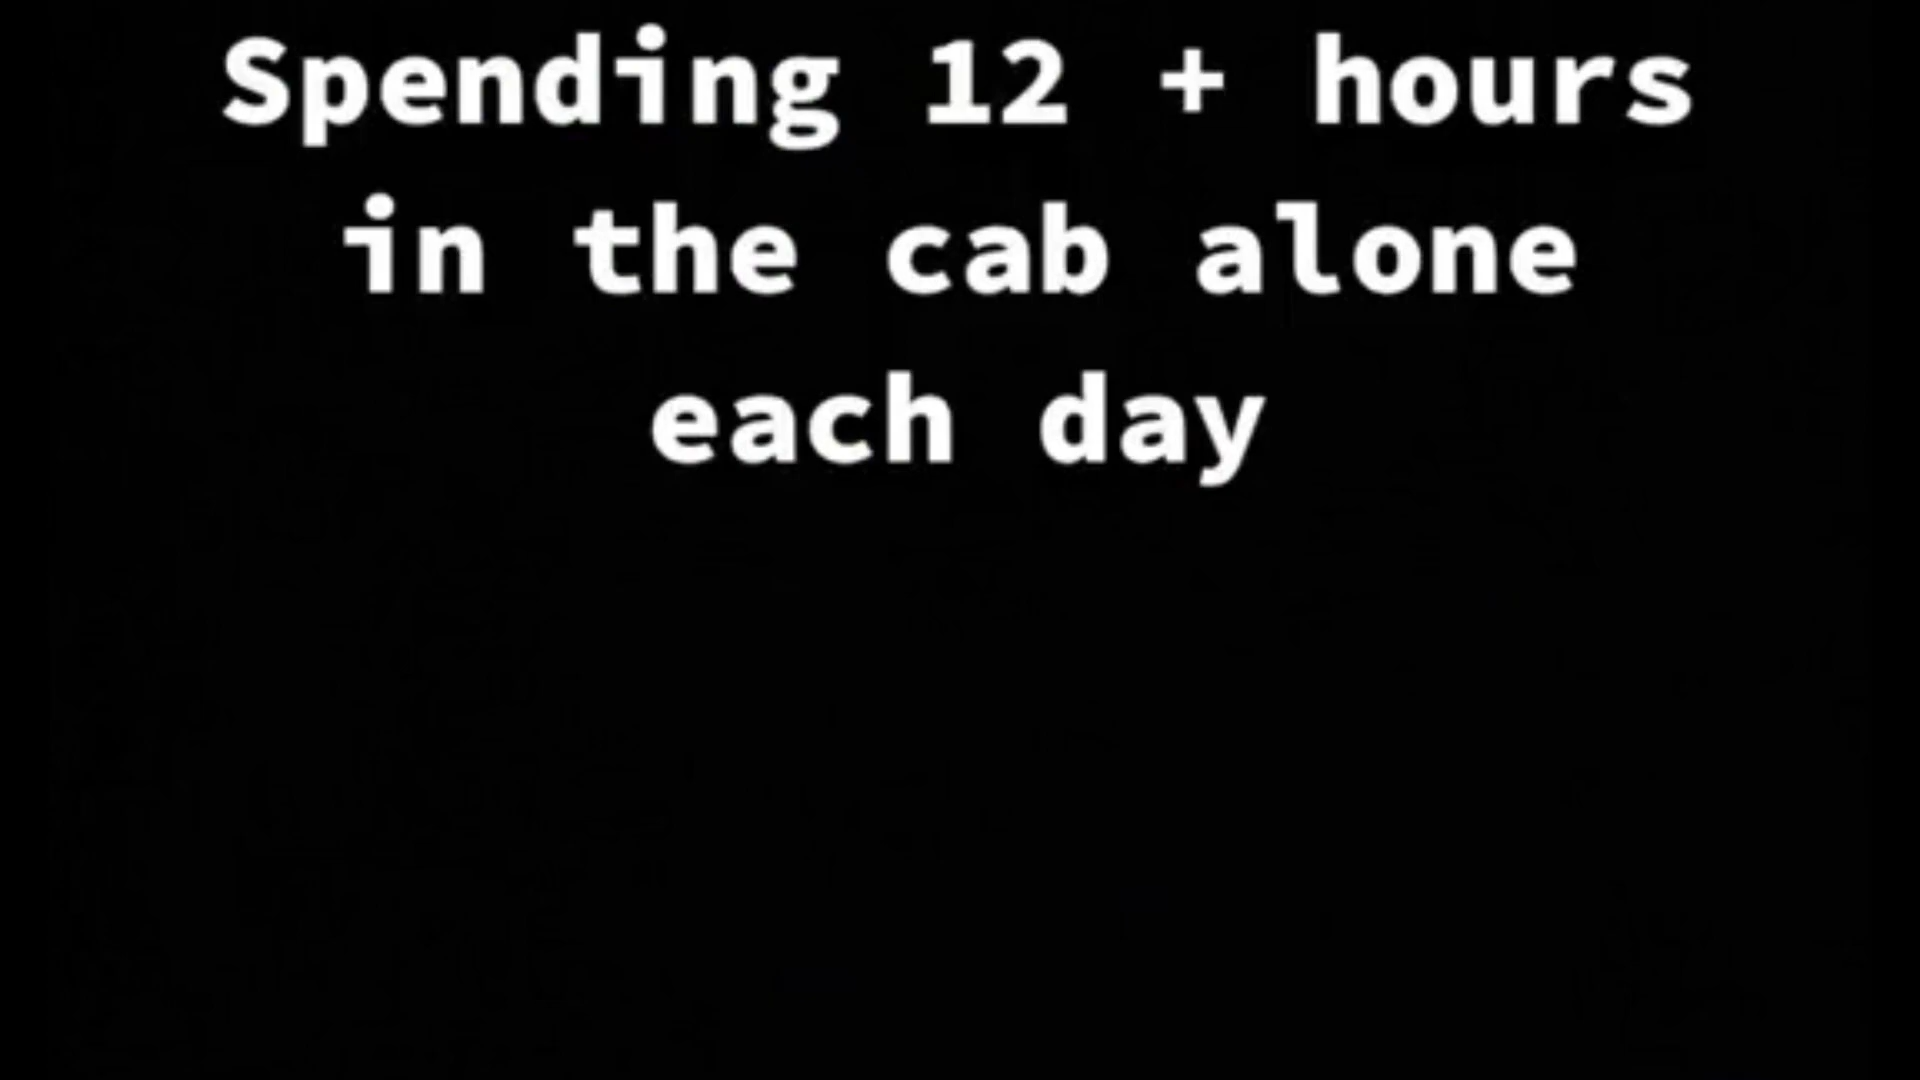 Spending 12 + hours
in the cab alone
each day